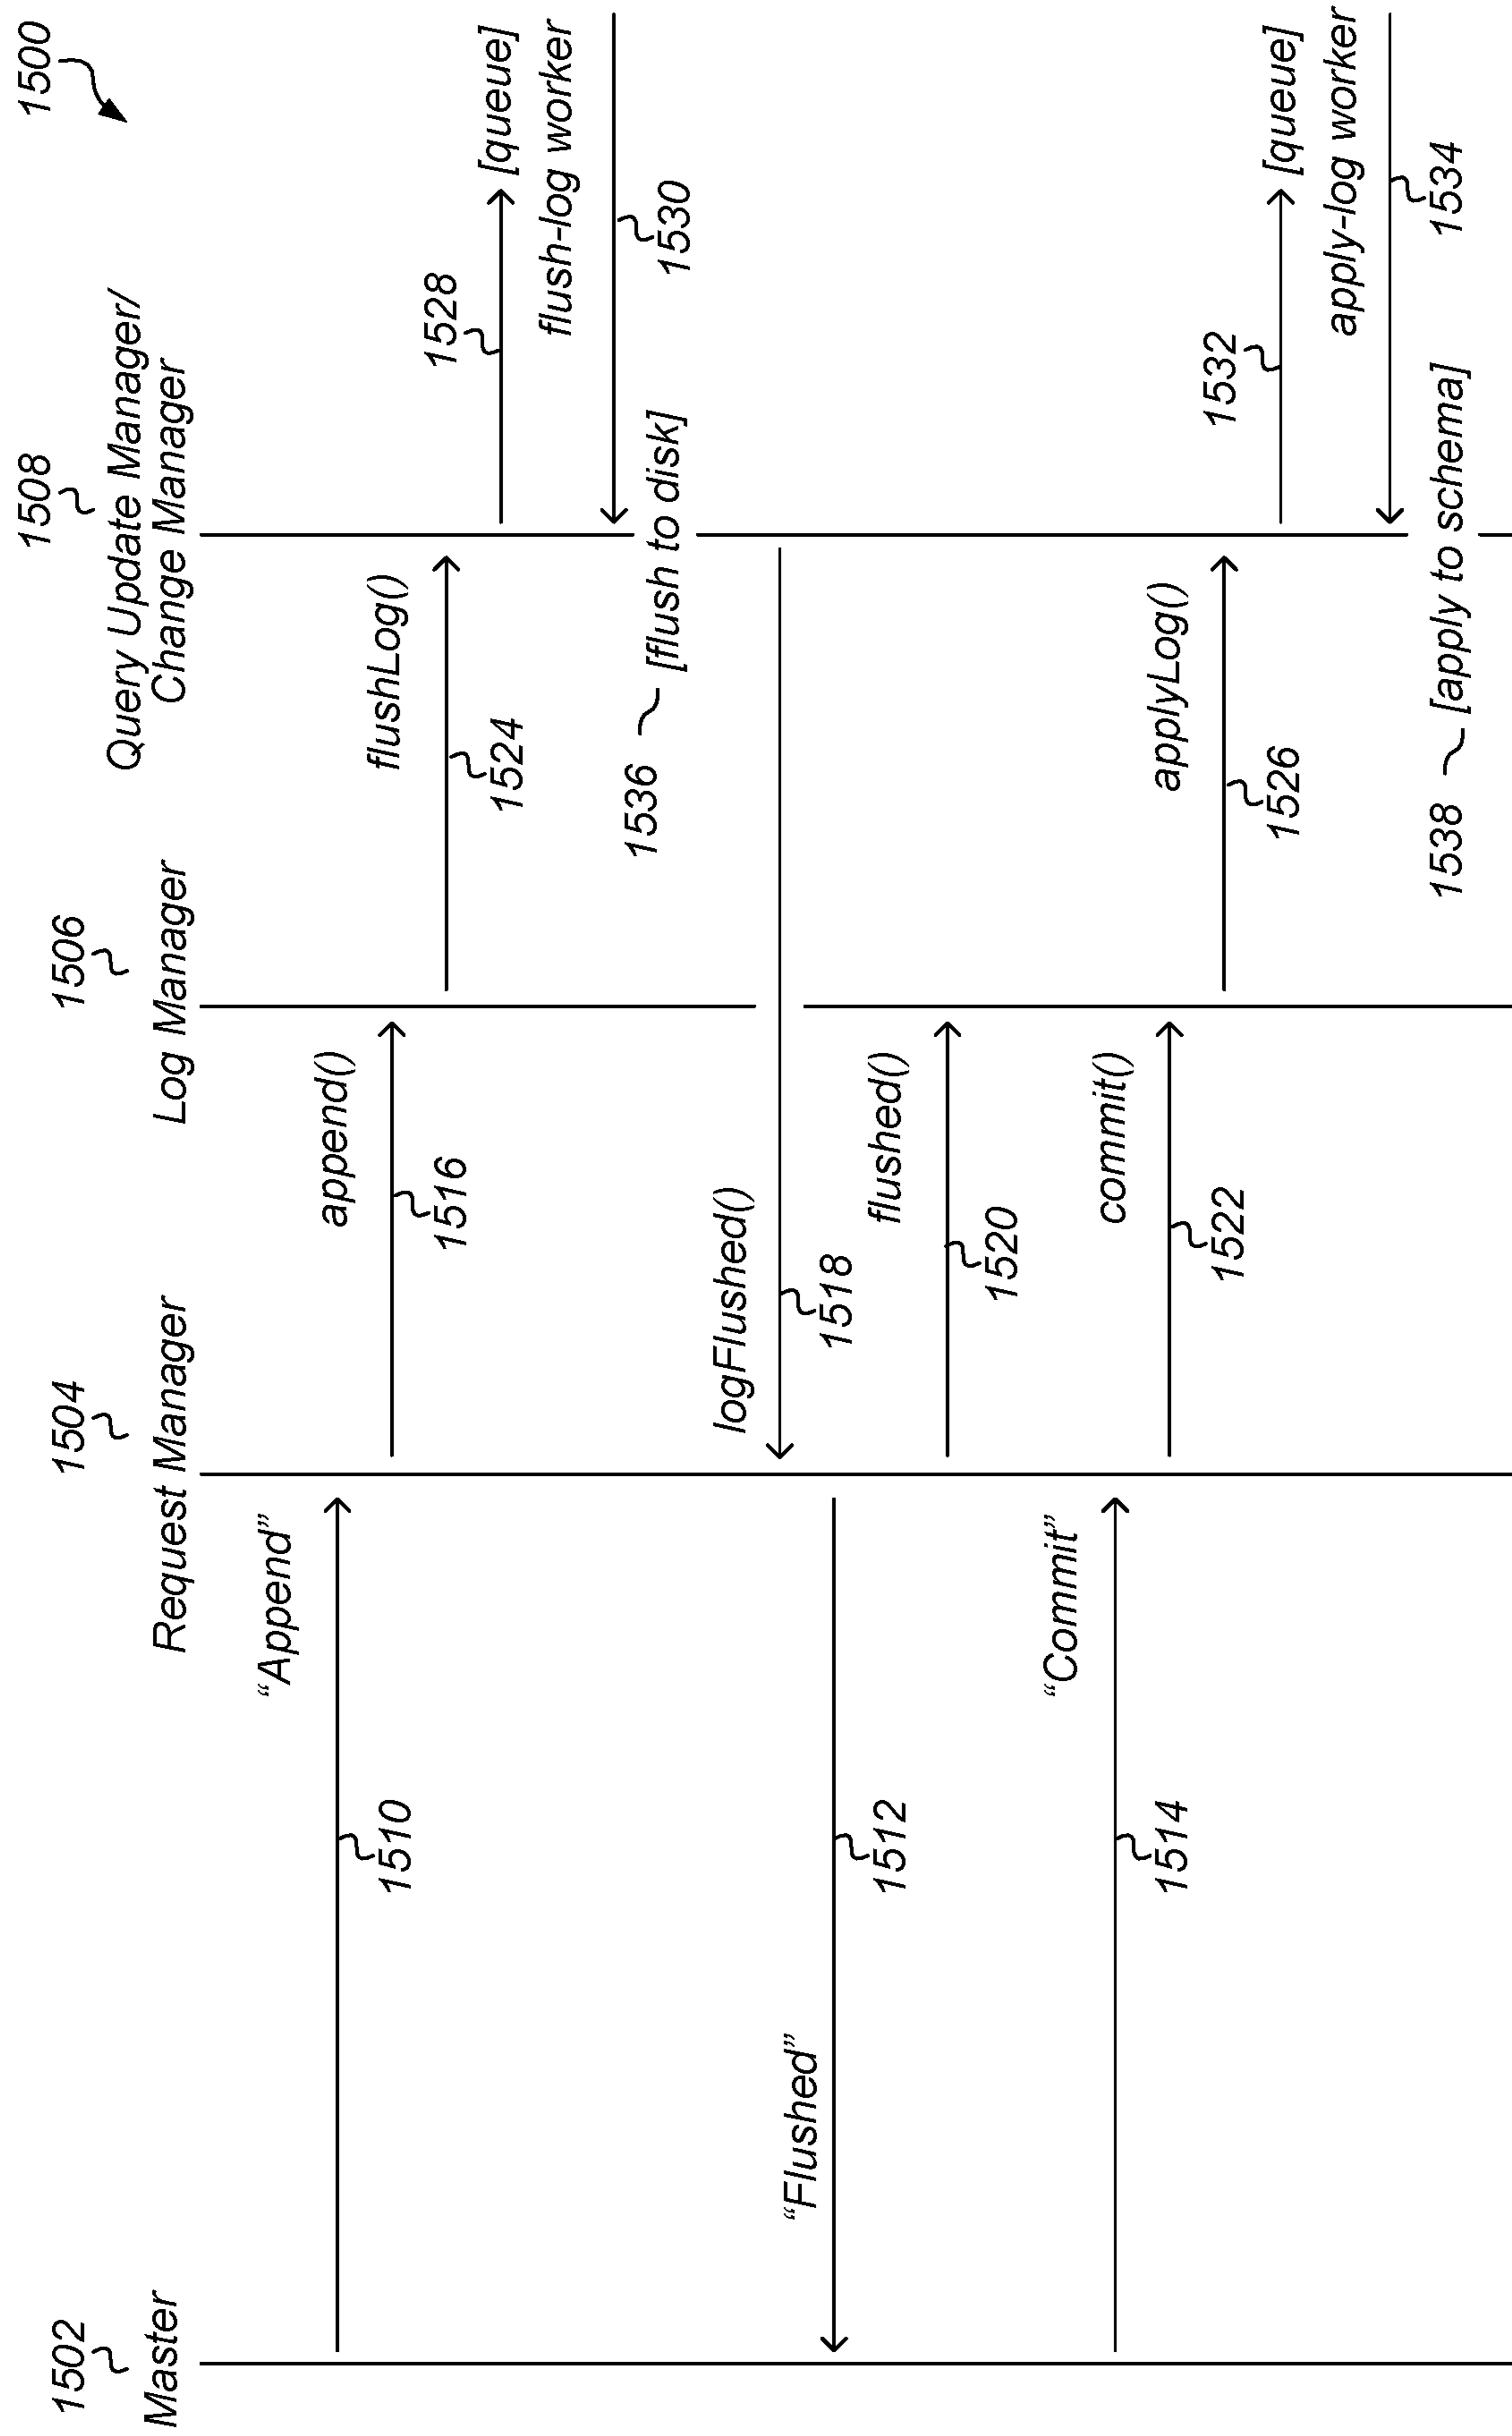 1500
1502
Master
1504
Request Manager
1506
Log Manager
1508
Query Update Manager/
Change Manager
“Append”
1510
append()
1516
flushLog()
1524
1528
[queue]
flush-log worker
1530
1536
[flush to disk]
logFlushed()
1518
“Flushed”
1512
flushed()
1520
“Commit”
1514
commit()
1522
applyLog()
1526
1532
[queue]
apply-log worker
1534
1538
[apply to schema]